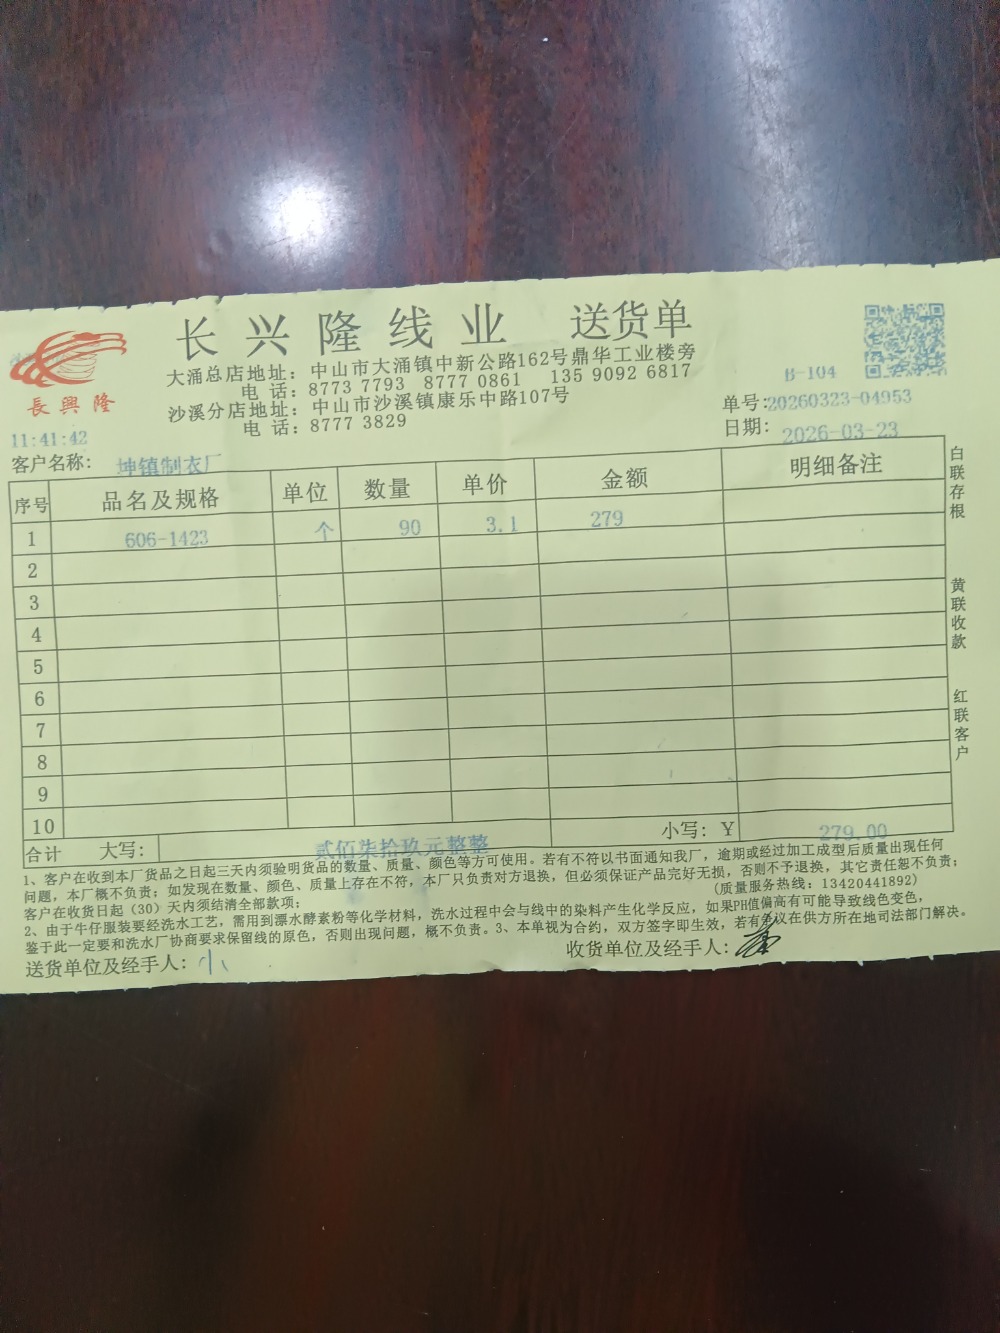 长兴隆线业 送货单
長興隆
大涌总店地址：中山市大涌镇中新公路162号鼎华工业楼旁
电 话：8773 7793 8777 0861 135 9092 6817
沙溪分店地址：中山市沙溪镇康乐中路107号
电 话：8777 3829
B-104
单号：20260323-04953
11:41:42
日期：2026-03-23
客户名称：坤镇制衣厂
序号 品名及规格 单位 数量 单价 金额 明细备注
1 606-1423 个 90 3.1 279
2
3
4
5
6
7
8
9
10
合计 大写：贰佰柒拾玖元整整 小写：¥ 279.00
白联存根
黄联收款
红联客户
1、客户在收到本厂货品之日起三天内须验明货品的数量、质量、颜色等方可使用。若有不符以书面通知我厂，逾期或经过加工成型后质量出现任何
问题，本厂概不负责；如发现在数量、颜色、质量上存在不符，本厂只负责对方退换，但必须保证产品完好无损，否则不予退换，其它责任恕不负责；
客户在收货日起（30）天内须结清全部款项；
(质量服务热线：13420441892)
2、由于牛仔服装要经洗水工艺，需用到漂水酵素粉等化学材料，洗水过程中会与线中的染料产生化学反应，如果PH值偏高有可能导致线色变色，
鉴于此一定要和洗水厂协商要求保留线的原色，否则出现问题，概不负责。3、本单视为合约，双方签字即生效，若有争议在供方所在地司法部门解决。
送货单位及经手人： 收货单位及经手人：